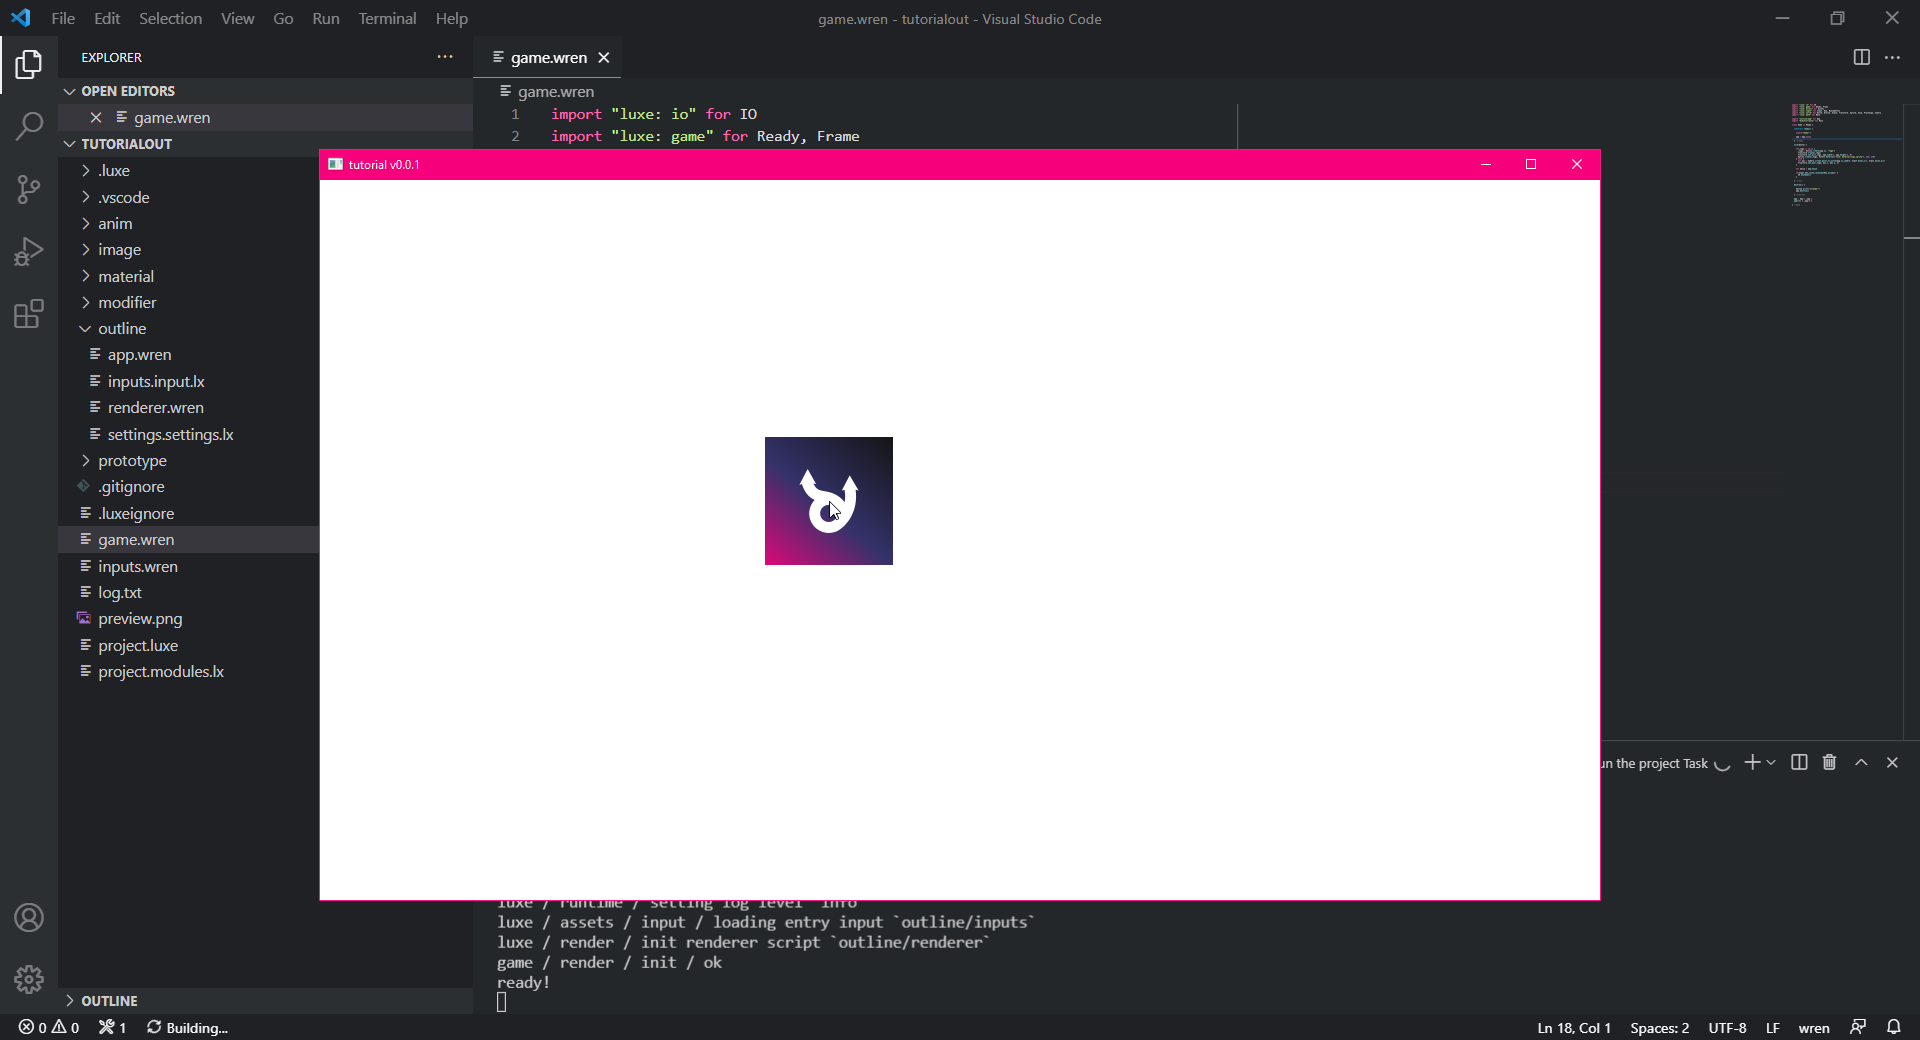 File Edit Selection View Go Run Terminal Help
game.wren - tutorialout - Visual Studio Code
EXPLORER
OPEN EDITORS
game.wren
TUTORIALOUT
.luxe
.vscode
anim
image
material
modifier
outline
app.wren
inputs.input.lx
renderer.wren
settings.settings.lx
prototype
.gitignore
.luxeignore
game.wren
inputs.wren
log.txt
preview.png
project.luxe
project.modules.lx
OUTLINE
game.wren
game.wren
1 import "luxe: io" for IO
2 import "luxe: game" for Ready, Frame
tutorial v0.0.1
un the project Task
luxe / runtime / setting log level `info`
luxe / assets / input / loading entry input `outline/inputs`
luxe / render / init renderer script `outline/renderer`
game / render / init / ok
ready!
0 0 1 Building...
Ln 18, Col 1 Spaces: 2 UTF-8 LF wren